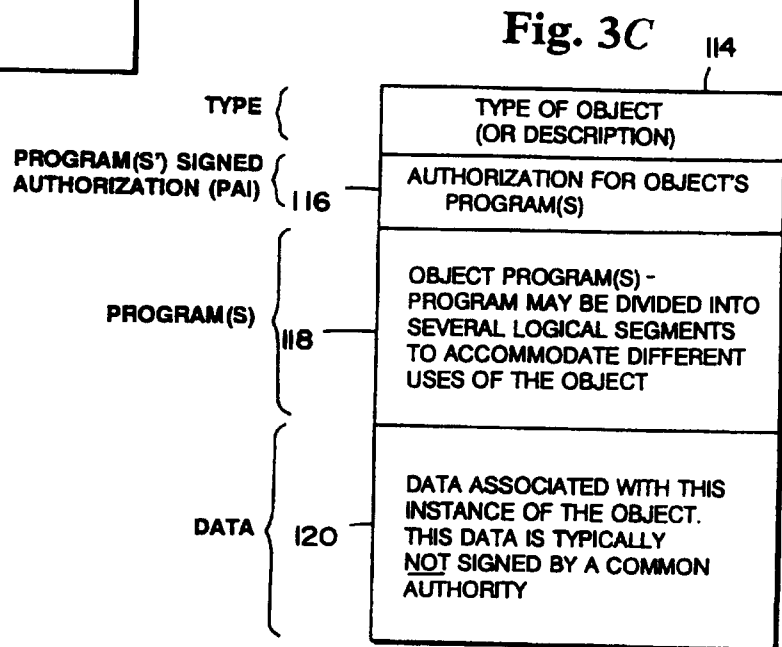 Fig. 3C
114
TYPE
TYPE OF OBJECT
(OR DESCRIPTION)
PROGRAM(S') SIGNED
AUTHORIZATION (PAI)
116
AUTHORIZATION FOR OBJECT'S
PROGRAM(S)
PROGRAM(S)
118
OBJECT PROGRAM(S) -
PROGRAM MAY BE DIVIDED INTO
SEVERAL LOGICAL SEGMENTS
TO ACCOMMODATE DIFFERENT
USES OF THE OBJECT
DATA
120
DATA ASSOCIATED WITH THIS
INSTANCE OF THE OBJECT.
THIS DATA IS TYPICALLY
NOT SIGNED BY A COMMON
AUTHORITY